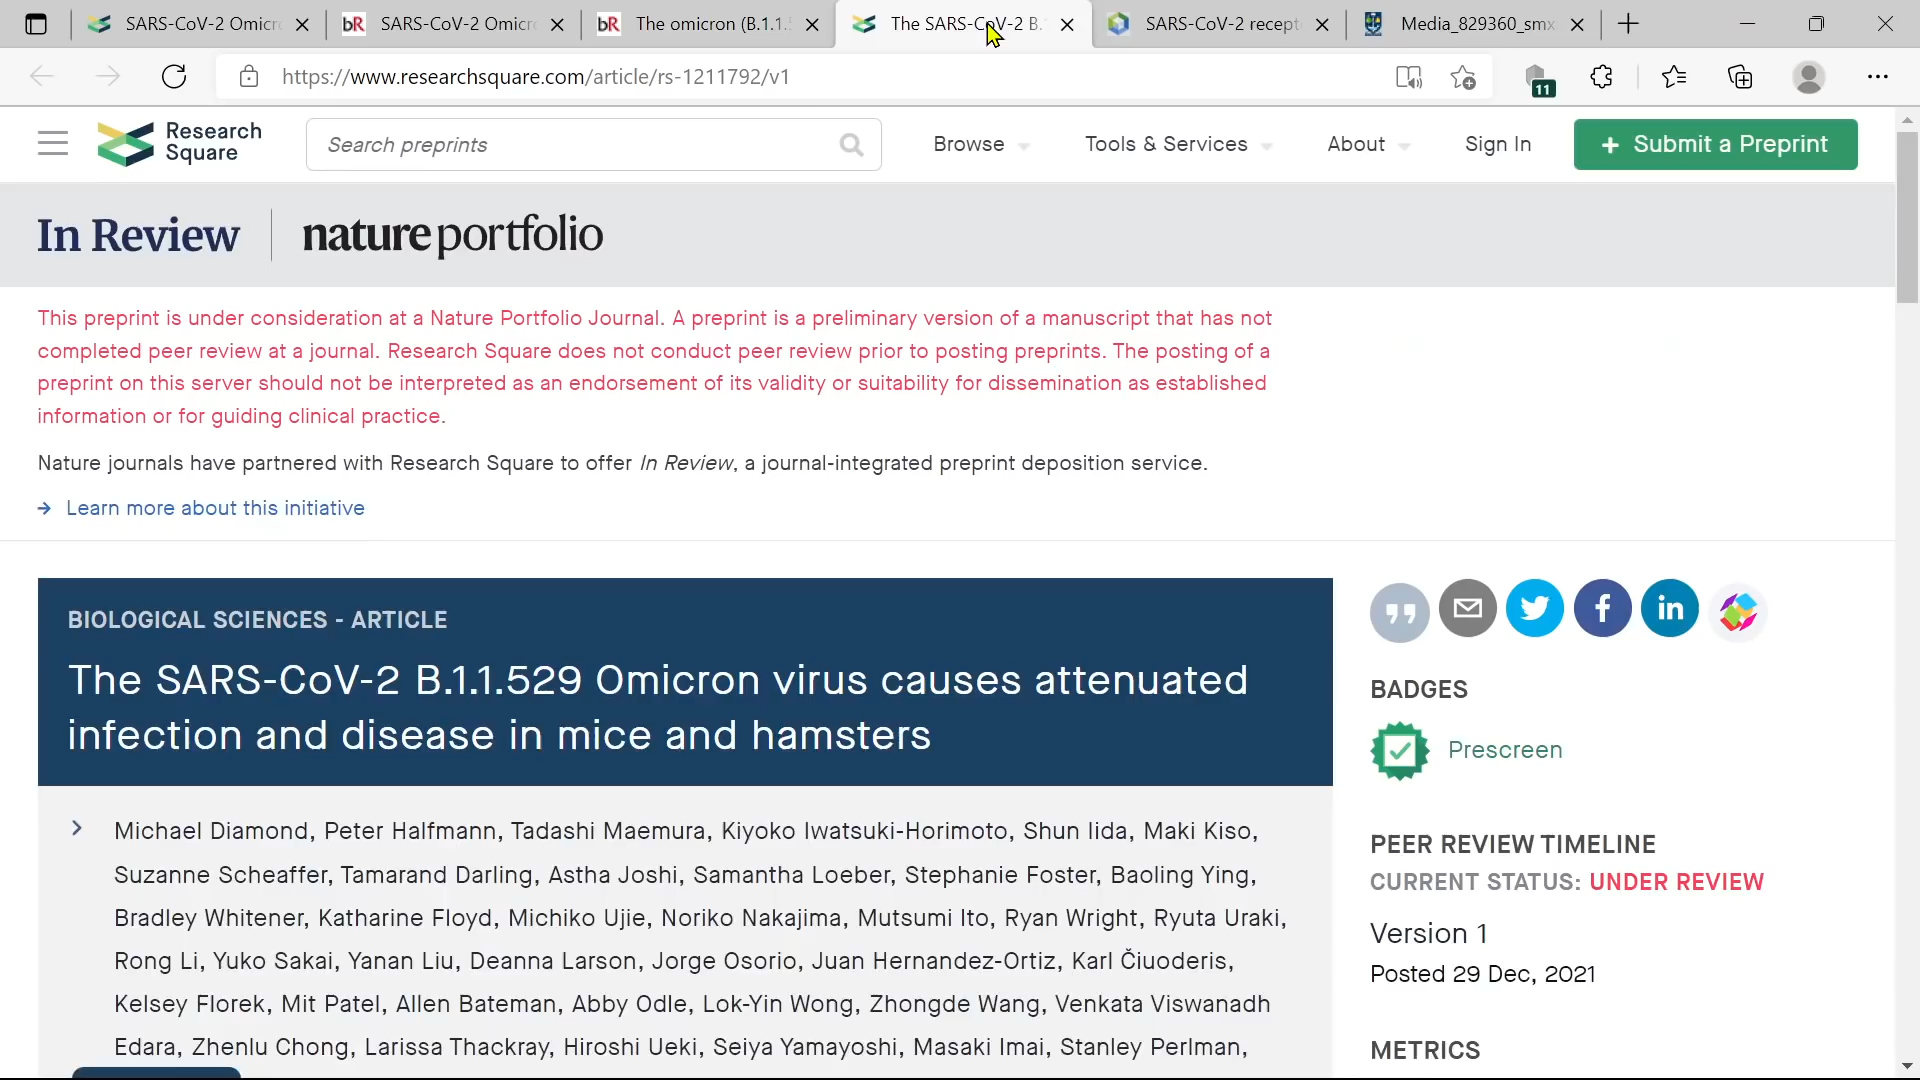 SARS-CoV-2 Omicr
bR SARS-CoV-2 Omicr
bR The omicron (B.1.1.5
The SARS-CoV-2 B.
SARS-CoV-2 recept
Media_829360_smx
https://www.researchsquare.com/article/rs-1211792/v1
11
Research
Square
Search preprints
Browse
Tools & Services
About
Sign In
+ Submit a Preprint
In Review
natureportfolio
This preprint is under consideration at a Nature Portfolio Journal. A preprint is a preliminary version of a manuscript that has not
completed peer review at a journal. Research Square does not conduct peer review prior to posting preprints. The posting of a
preprint on this server should not be interpreted as an endorsement of its validity or suitability for dissemination as established
information or for guiding clinical practice.
Nature journals have partnered with Research Square to offer In Review, a journal-integrated preprint deposition service.
→ Learn more about this initiative
BIOLOGICAL SCIENCES - ARTICLE
The SARS-CoV-2 B.1.1.529 Omicron virus causes attenuated
infection and disease in mice and hamsters
Michael Diamond, Peter Halfmann, Tadashi Maemura, Kiyoko Iwatsuki-Horimoto, Shun Iida, Maki Kiso,
Suzanne Scheaffer, Tamarand Darling, Astha Joshi, Samantha Loeber, Stephanie Foster, Baoling Ying,
Bradley Whitener, Katharine Floyd, Michiko Ujie, Noriko Nakajima, Mutsumi Ito, Ryan Wright, Ryuta Uraki,
Rong Li, Yuko Sakai, Yanan Liu, Deanna Larson, Jorge Osorio, Juan Hernandez-Ortiz, Karl Čiuoderis,
Kelsey Florek, Mit Patel, Allen Bateman, Abby Odle, Lok-Yin Wong, Zhongde Wang, Venkata Viswanadh
Edara, Zhenlu Chong, Larissa Thackray, Hiroshi Ueki, Seiya Yamayoshi, Masaki Imai, Stanley Perlman,
BADGES
Prescreen
PEER REVIEW TIMELINE
CURRENT STATUS: UNDER REVIEW
Version 1
Posted 29 Dec, 2021
METRICS